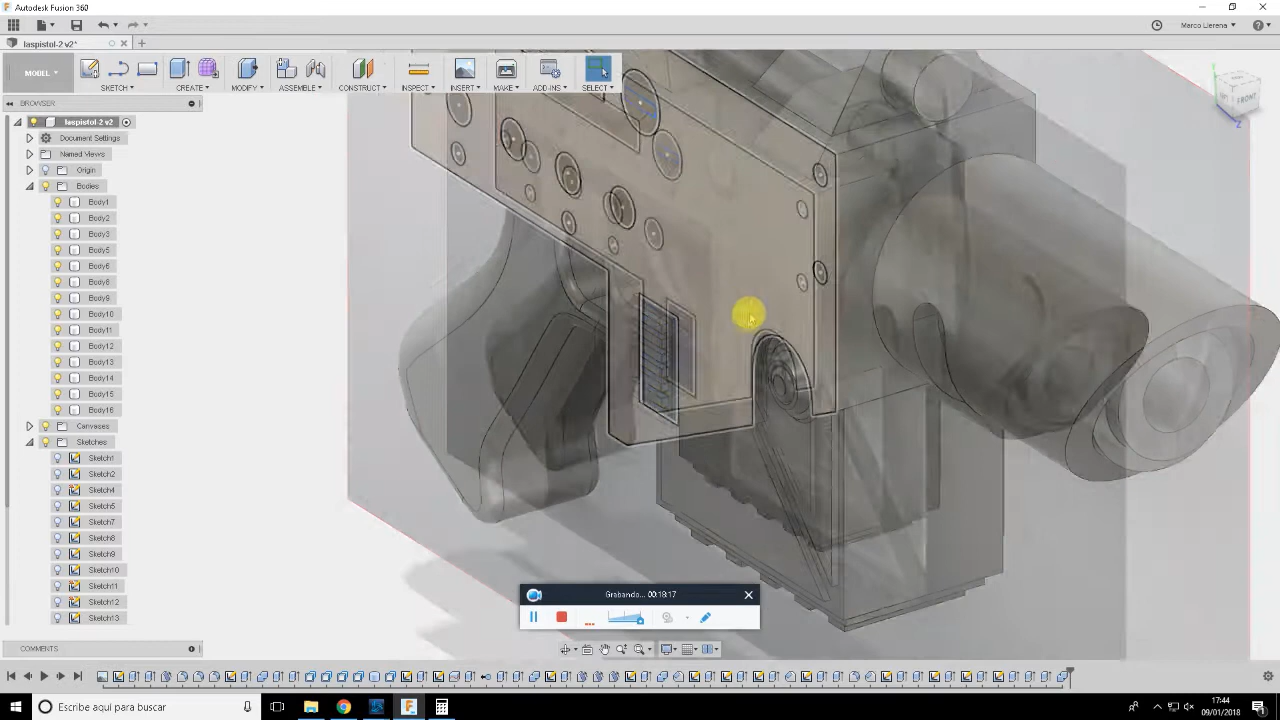 Autodesk Fusion 360
Marco Llerena
laspistol-2 v2*
MODEL
SKETCH
CREATE
MODIFY
ASSEMBLE
CONSTRUCT
INSPECT
INSERT
MAKE
ADD-INS
SELECT
FRONT
BROWSER
laspistol-2 v2
Document Settings
Named Views
Origin
Bodies
Body1
Body2
Body3
Body5
Body6
Body8
Body9
Body10
Body11
Body12
Body13
Body14
Body15
Body16
Canvases
Sketches
Sketch1
Sketch2
Sketch4
Sketch5
Sketch7
Sketch8
Sketch9
Sketch10
Sketch11
Sketch12
Sketch13
Grabando... 00:18:17
COMMENTS
Escribe aquí para buscar
17:44
09/01/2018